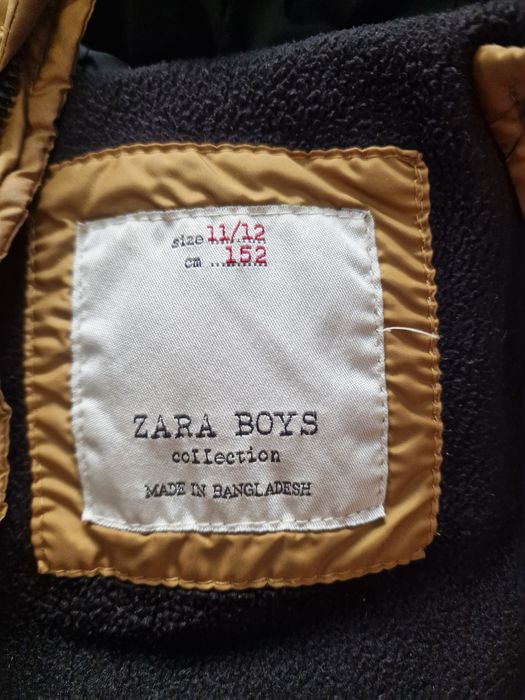 size 11/12
cm 152
ZARA BOYS
collection
MADE IN BANGLADESH